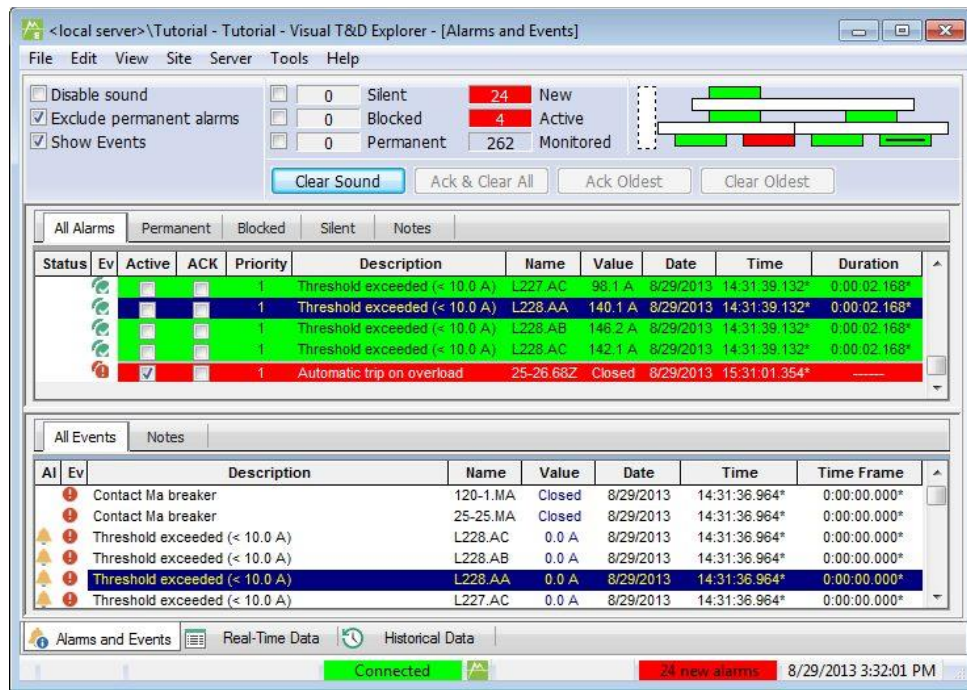 <local server>\Tutorial - Tutorial - Visual T&D Explorer - [Alarms and Events]
File Edit View Site Server Tools Help
Disable sound 0 Silent 24 New
Exclude permanent alarms 0 Blocked 4 Active
Show Events 0 Permanent 262 Monitored
Clear Sound Ack & Clear All Ack Oldest Clear Oldest
All Alarms Permanent Blocked Silent Notes
Status Ev Active ACK Priority Description Name Value Date Time Duration
1 Threshold exceeded (< 10.0 A) L227.AC 98.1 A 8/29/2013 14:31:39.132* 0:00:02.168*
1 Threshold exceeded (< 10.0 A) L228.AA 140.1 A 8/29/2013 14:31:39.132* 0:00:02.168*
1 Threshold exceeded (< 10.0 A) L228.AB 146.2 A 8/29/2013 14:31:39.132* 0:00:02.168*
1 Threshold exceeded (< 10.0 A) L228.AC 142.1 A 8/29/2013 14:31:39.132* 0:00:02.168*
1 Automatic trip on overload 25-26.68Z Closed 8/29/2013 15:31:01.354* ------
All Events Notes
Al Ev Description Name Value Date Time Time Frame
Contact Ma breaker 120-1.MA Closed 8/29/2013 14:31:36.964* 0:00:00.000*
Contact Ma breaker 25-25.MA Closed 8/29/2013 14:31:36.964* 0:00:00.000*
Threshold exceeded (< 10.0 A) L228.AC 0.0 A 8/29/2013 14:31:36.964* 0:00:00.000*
Threshold exceeded (< 10.0 A) L228.AB 0.0 A 8/29/2013 14:31:36.964* 0:00:00.000*
Threshold exceeded (< 10.0 A) L228.AA 0.0 A 8/29/2013 14:31:36.964* 0:00:00.000*
Threshold exceeded (< 10.0 A) L227.AC 0.0 A 8/29/2013 14:31:36.964* 0:00:00.000*
Alarms and Events Real-Time Data Historical Data
Connected 24 new alarms 8/29/2013 3:32:01 PM